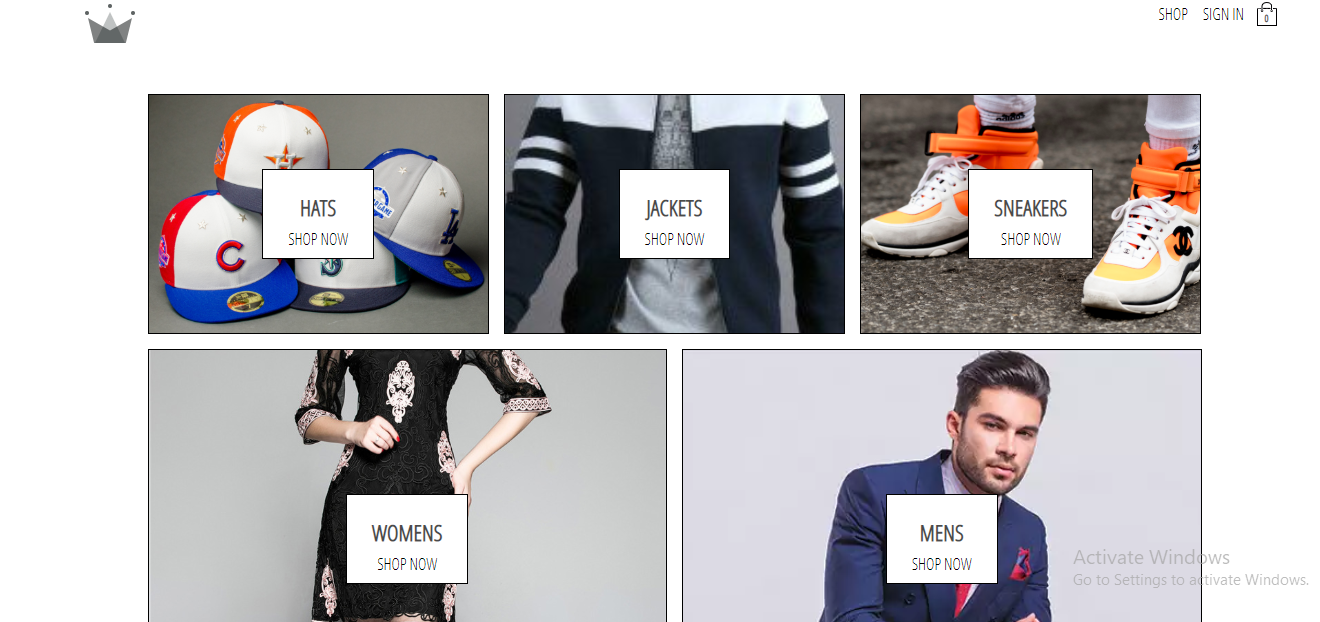 SHOP SIGN IN
0
HATS
SHOP NOW
JACKETS
SHOP NOW
SNEAKERS
SHOP NOW
C
LA
WOMENS
SHOP NOW
MENS
SHOP NOW
Activate Windows
Go to Settings to activate Windows.